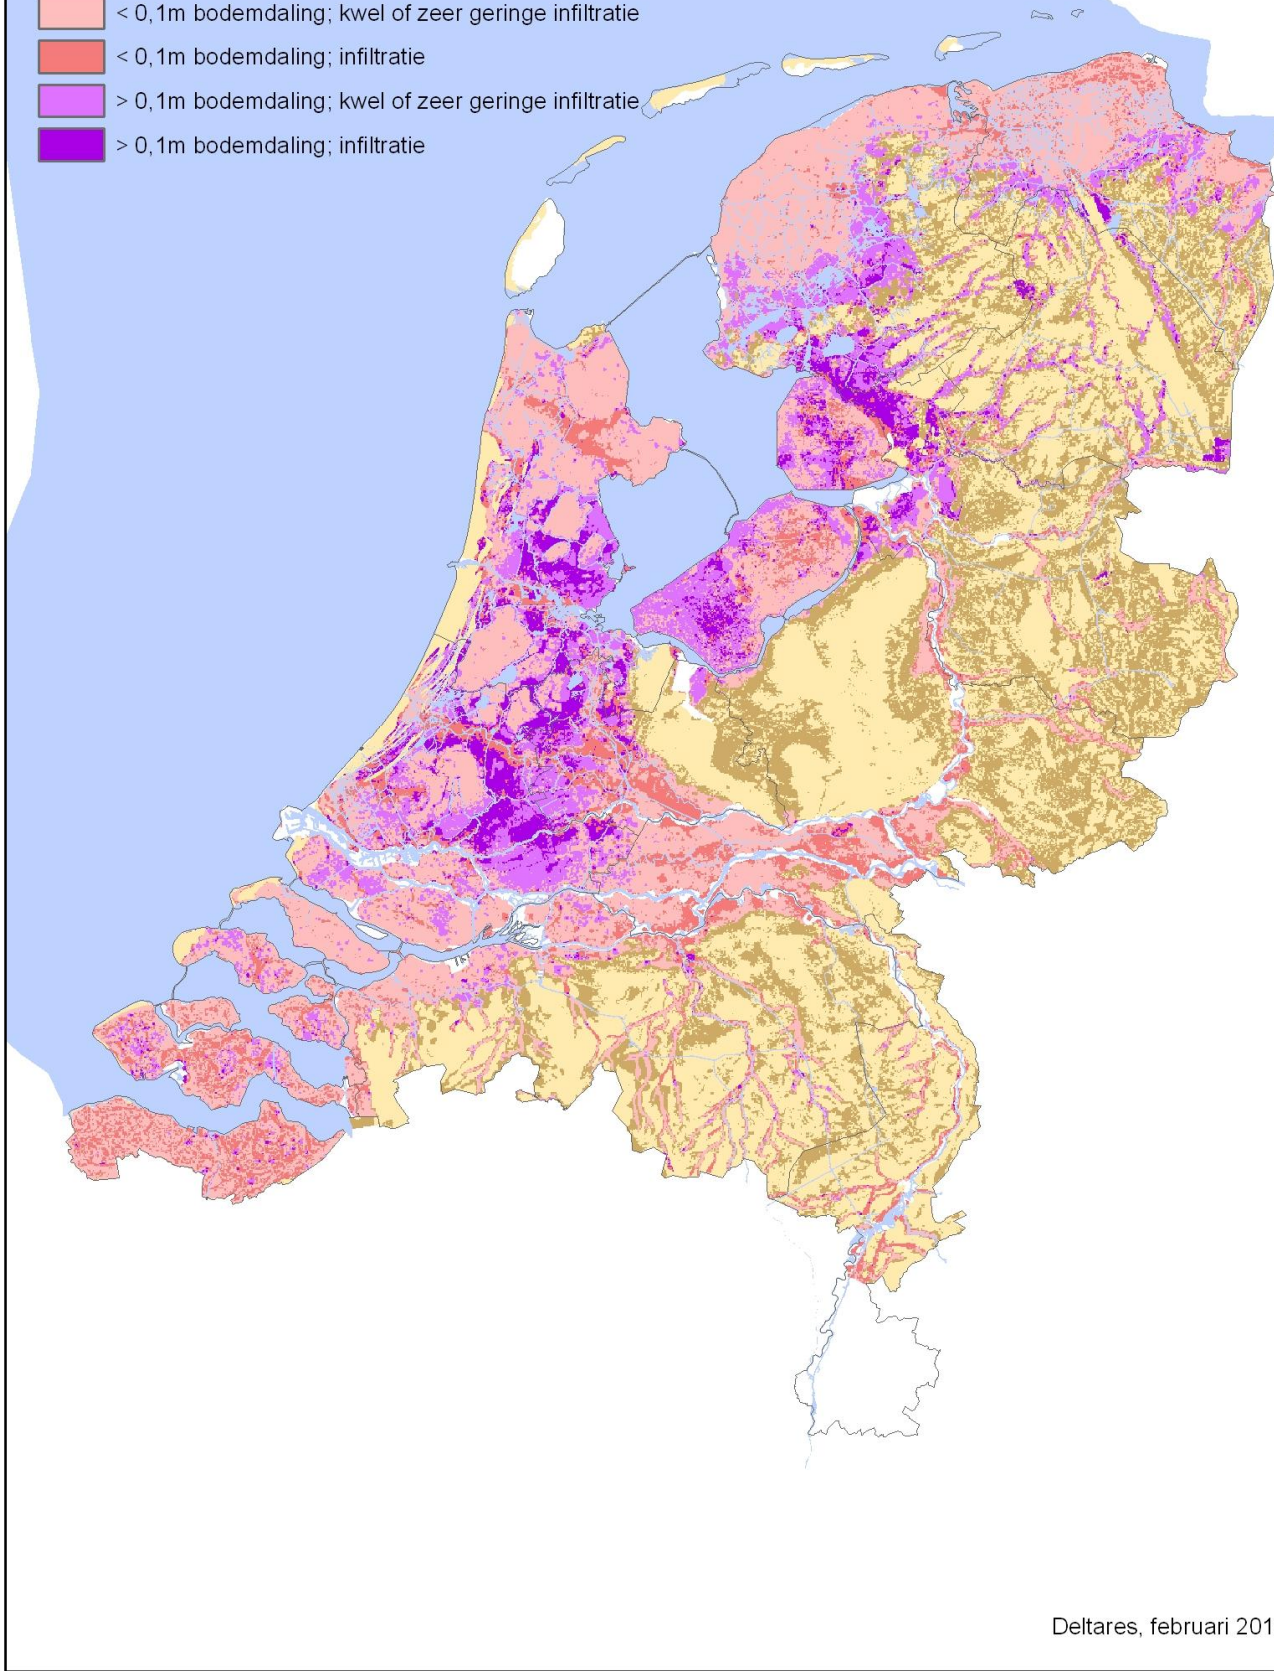 < 0,1m bodemdaling; kwel of zeer geringe infiltratie
< 0,1m bodemdaling; infiltratie
> 0,1m bodemdaling; kwel of zeer geringe infiltratie
> 0,1m bodemdaling; infiltratie
Deltares, februari 201